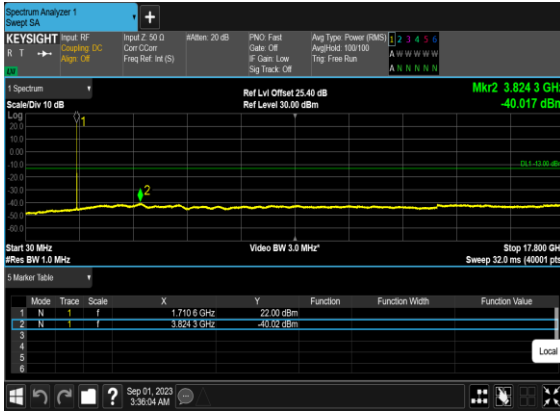 Spectrum Analyzer 1
Swept SA
+
KEYSIGHT Input: RF Input Z: 50 Ω #Atten: 20 dB PNO: Fast Avg Type: Power (RMS) 1 2 3 4 5 6
R T Coupling: DC Corr CCorr Gate: Off Avg|Hold: 100/100 A W W W W W
Align: Off Freq Ref: Int (S) IF Gain: Low Trig: Free Run
Sig Track: Off A N N N N N
1 Spectrum Ref Lvl Offset 25.40 dB Mkr2 3.824 3 GHz
Scale/Div 10 dB Ref Level 30.00 dBm -40.017 dBm
Log
20.0
10.0
0.00
-10.0
-20.0
-30.0
-40.0
-50.0
-60.0
1
2
DL1 -13.00 dBm
Start 30 MHz Video BW 3.0 MHz* Stop 17.800 GHz
#Res BW 1.0 MHz Sweep 32.0 ms (40001 pts)
5 Marker Table
Mode Trace Scale X Y Function Function Width Function Value
1 N 1 f 1.710 6 GHz 22.00 dBm
2 N 1 f 3.824 3 GHz -40.02 dBm
3
4
5
6
Local
? Sep 01, 2023
3:36:04 AM